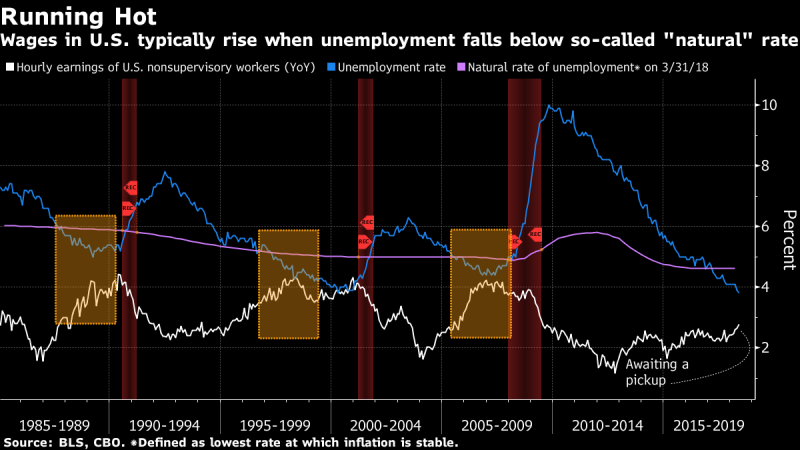 Running Hot
Wages in U.S. typically rise when unemployment falls below so-called "natural" rate
Hourly earnings of U.S. nonsupervisory workers (YoY) Unemployment rate Natural rate of unemployment* on 3/31/18
10
8
6
4
2
Percent
REC
REC
REC
REC
REC
REC
Awaiting a
pickup
1985-1989 1990-1994 1995-1999 2000-2004 2005-2009 2010-2014 2015-2019
Source: BLS, CBO. *Defined as lowest rate at which inflation is stable.